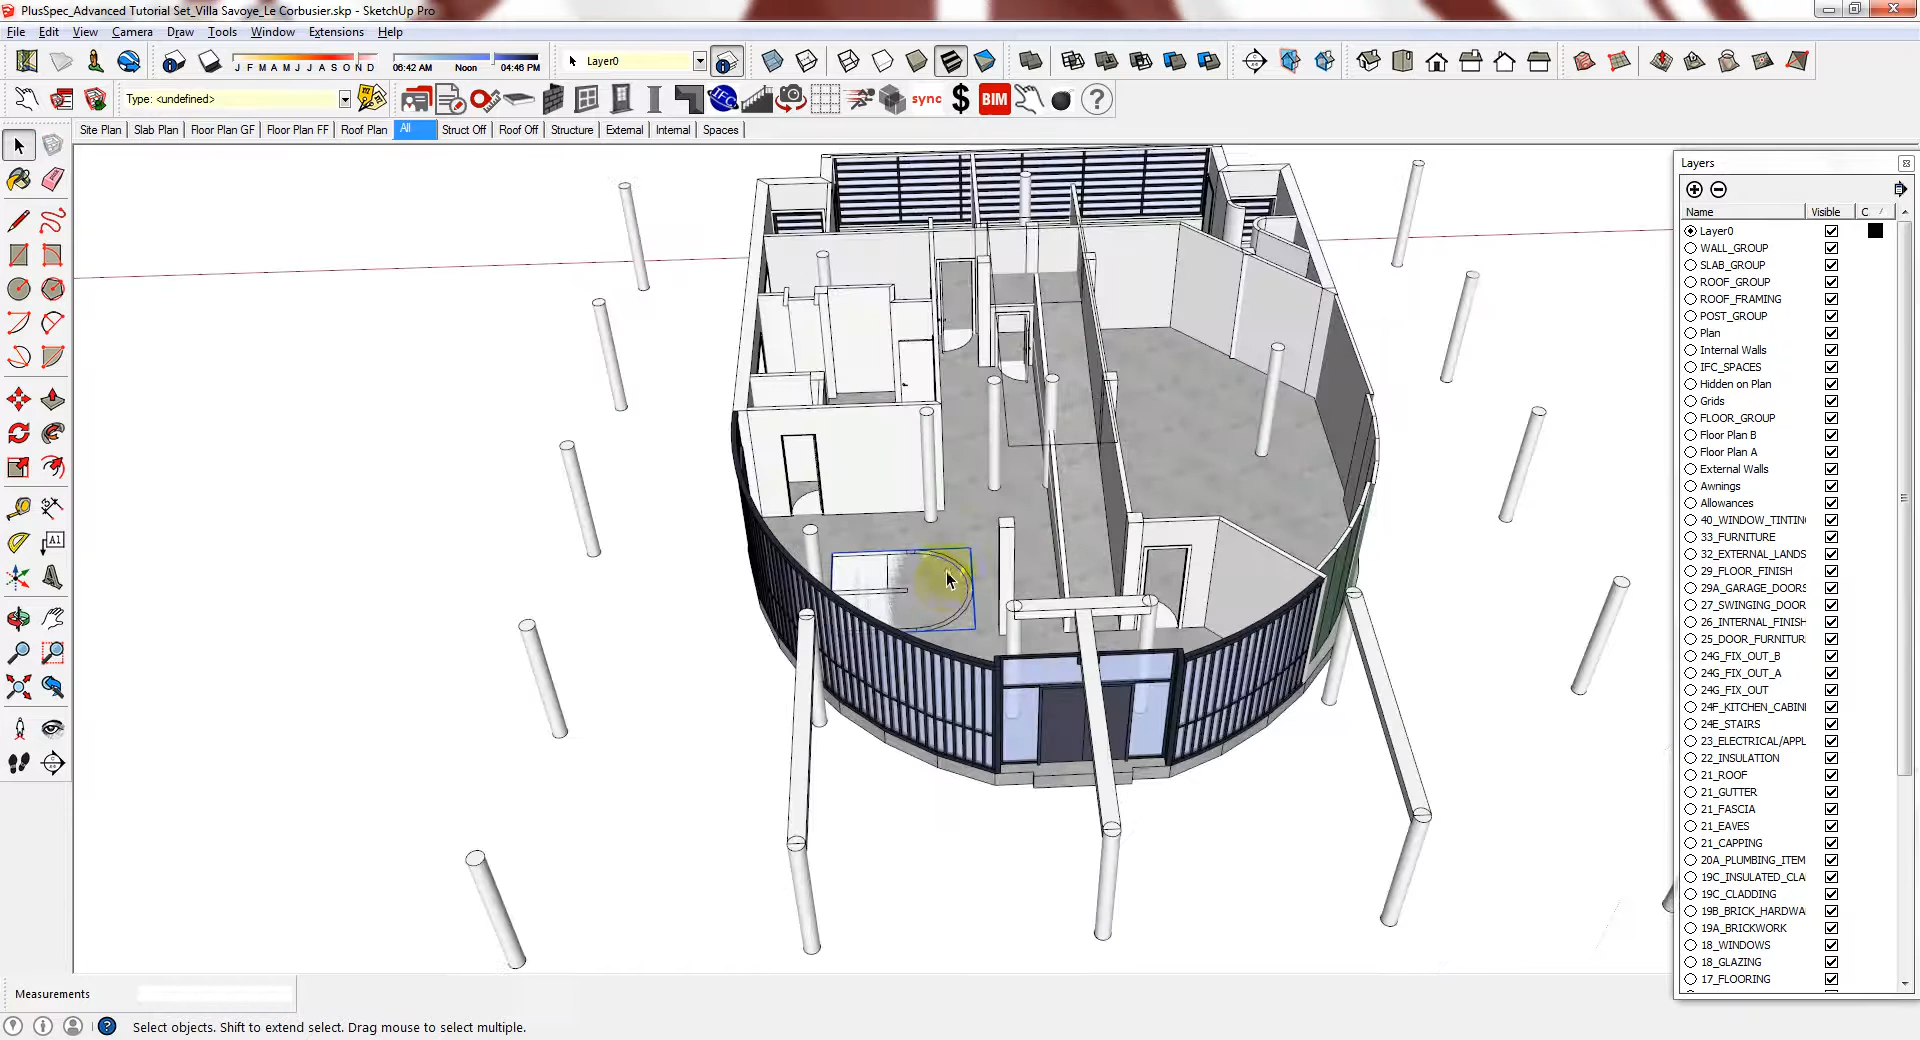 PlusSpec_Advanced Tutorial Set_Villa Savoye_Le Corbusier.skp - SketchUp Pro
File Edit View Camera Draw Tools Window Extensions Help
J F M A M J J A S O N D
06:42 AM Noon 04:46 PM
Layer0
Type: <undefined>
IFC
sync
$
BIM
?
Site Plan Slab Plan Floor Plan GF Floor Plan FF Roof Plan All Struct Off Roof Off Structure External Internal Spaces
Layers
Name Visible C
Layer0
WALL_GROUP
SLAB_GROUP
ROOF_GROUP
ROOF_FRAMING
POST_GROUP
Plan
Internal Walls
IFC_SPACES
Hidden on Plan
Grids
FLOOR_GROUP
Floor Plan B
Floor Plan A
External Walls
Awnings
Allowances
40_WINDOW_TINTIN
33_FURNITURE
32_EXTERNAL_LANDS
29_FLOOR_FINISH
29A_GARAGE_DOORS
27_SWINGING_DOOR
26_INTERNAL_FINISH
25_DOOR_FURNITUR
24G_FIX_OUT_B
24G_FIX_OUT_A
24G_FIX_OUT
24F_KITCHEN_CABIN
24E_STAIRS
23_ELECTRICAL/APPL
22_INSULATION
21_ROOF
21_GUTTER
21_FASCIA
21_EAVES
21_CAPPING
20A_PLUMBING_ITEM
19C_INSULATED_CLA
19C_CLADDING
19B_BRICK_HARDWA
19A_BRICKWORK
18_WINDOWS
18_GLAZING
17_FLOORING
A1
Measurements
Select objects. Shift to extend select. Drag mouse to select multiple.